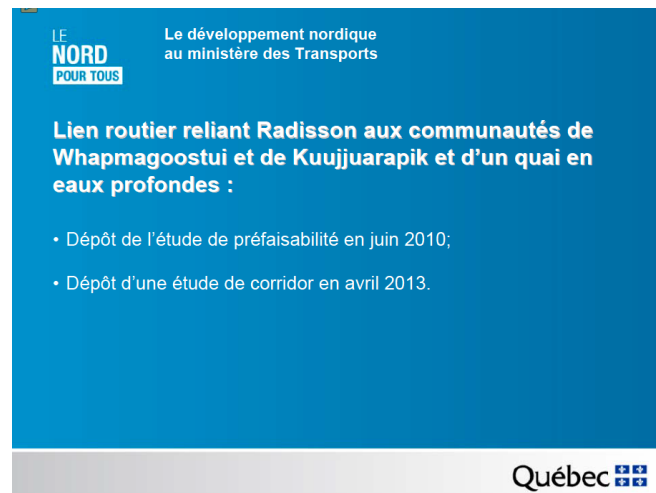 LE
NORD
POUR TOUS
Le développement nordique
au ministère des Transports
Lien routier reliant Radisson aux communautés de
Whapmagoostui et de Kuujjuarapik et d'un quai en
eaux profondes :
• Dépôt de l'étude de préfaisabilité en juin 2010;
• Dépôt d'une étude de corridor en avril 2013.
Québec